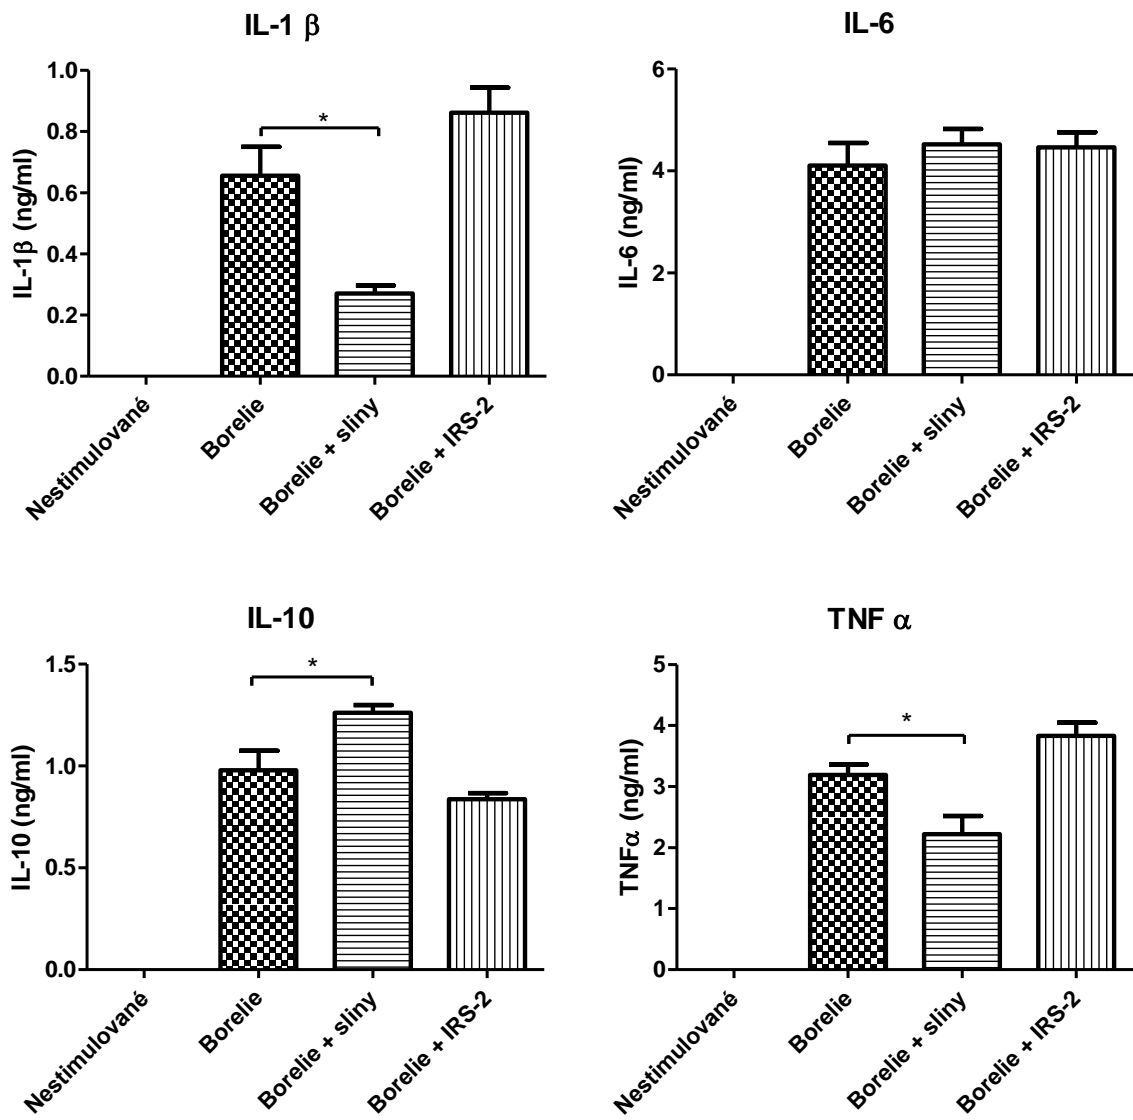 IL-1 β
IL-1β (ng/ml)
1.0
0.8
0.6
0.4
0.2
0.0
*
Nestimulované
Borelie
Borelie + sliny
Borelie + IRS-2
IL-6
IL-6 (ng/ml)
6
4
2
0
Nestimulované
Borelie
Borelie + sliny
Borelie + IRS-2
IL-10
IL-10 (ng/ml)
1.5
1.0
0.5
0.0
*
Nestimulované
Borelie
Borelie + sliny
Borelie + IRS-2
TNF α
TNFα (ng/ml)
5
4
3
2
1
0
*
Nestimulované
Borelie
Borelie + sliny
Borelie + IRS-2